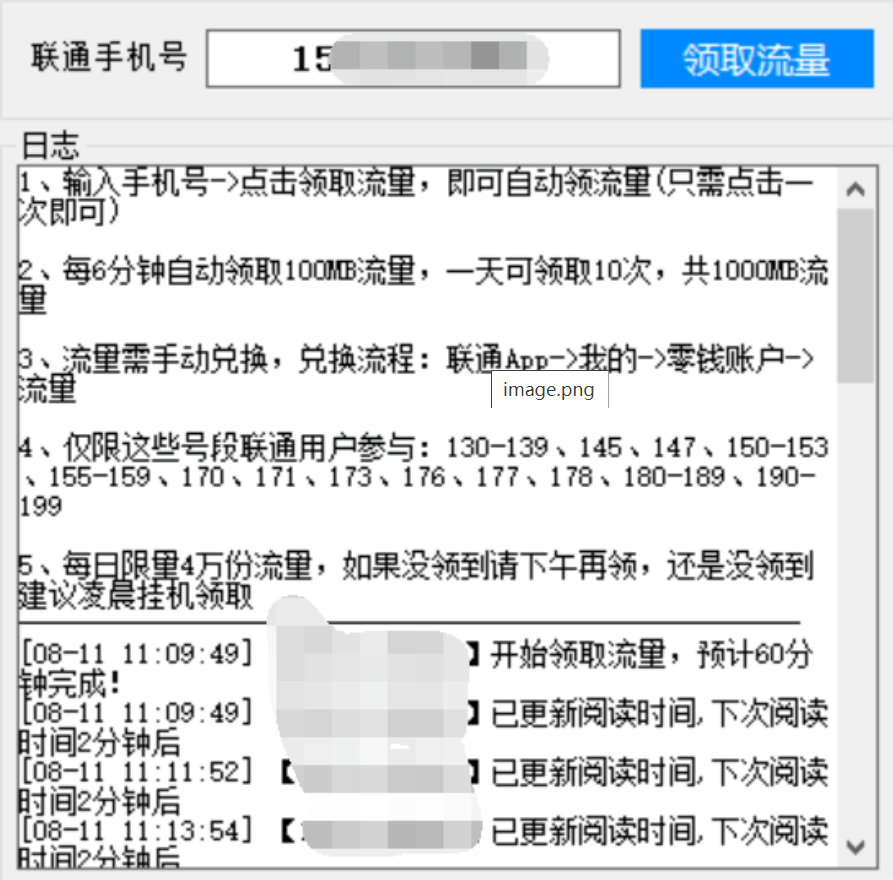 联通手机号 15 领取流量
日志
1、输入手机号->点击领取流量，即可自动领流量(只需点击一
次即可)
2、每6分钟自动领取100MB流量，一天可领取10次，共1000MB流
量
3、流量需手动兑换，兑换流程：联通App->我的->零钱账户->
流量
image.png
4、仅限这些号段联通用户参与：130-139、145、147、150-153
、155-159、170、171、173、176、177、178、180-189、190-
199
5、每日限量4万份流量，如果没领到请下午再领，还是没领到
建议凌晨挂机领取
[08-11 11:09:49] 】开始领取流量，预计60分
钟完成!
[08-11 11:09:49] 】已更新阅读时间,下次阅读
时间2分钟后
[08-11 11:11:52] 【 】已更新阅读时间,下次阅读
时间2分钟后
[08-11 11:13:54] 【 已更新阅读时间,下次阅读
时间2分钟后